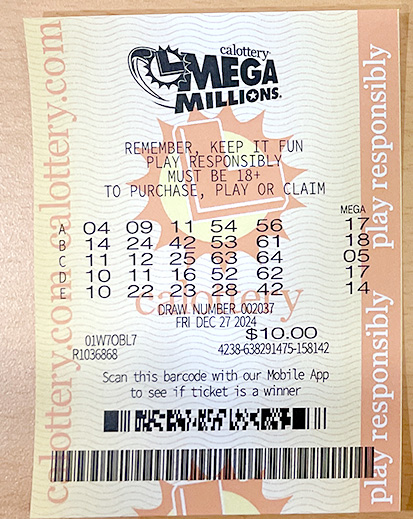 calottery
MEGA
MILLIONS
REMEMBER, KEEP IT FUN
PLAY RESPONSIBLY
MUST BE 18+
TO PURCHASE, PLAY OR CLAIM
MEGA
A 04 09 11 54 56 17
B 14 24 42 53 61 18
C 11 12 25 63 64 05
D 10 11 16 52 62 17
E 10 22 23 28 42 14
calottery
DRAW NUMBER 002037
FRI DEC 27 2024
$10.00
01W7OBL7
R1036868 4238-638291475-158142
Scan this barcode with our Mobile App
to see if ticket is a winner
calottery.com calottery.com
play responsibly play responsibly